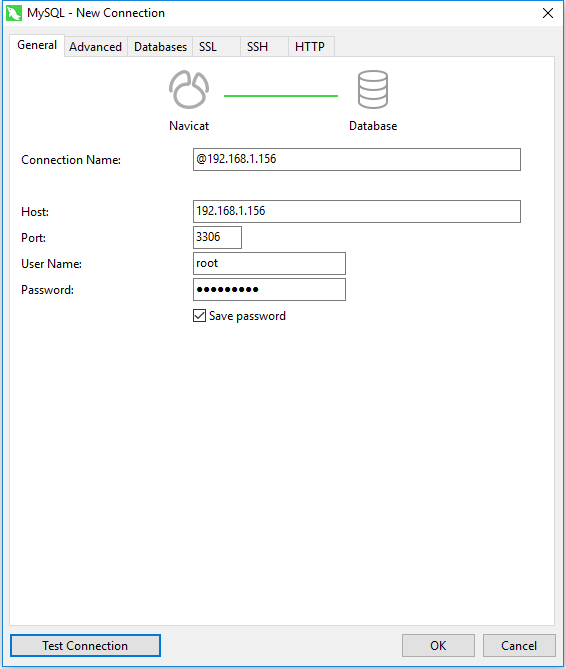 MySQL - New Connection
General Advanced Databases SSL SSH HTTP
Navicat Database
Connection Name: @192.168.1.156
Host: 192.168.1.156
Port: 3306
User Name: root
Password: ●●●●●●●●●
Save password
Test Connection OK Cancel